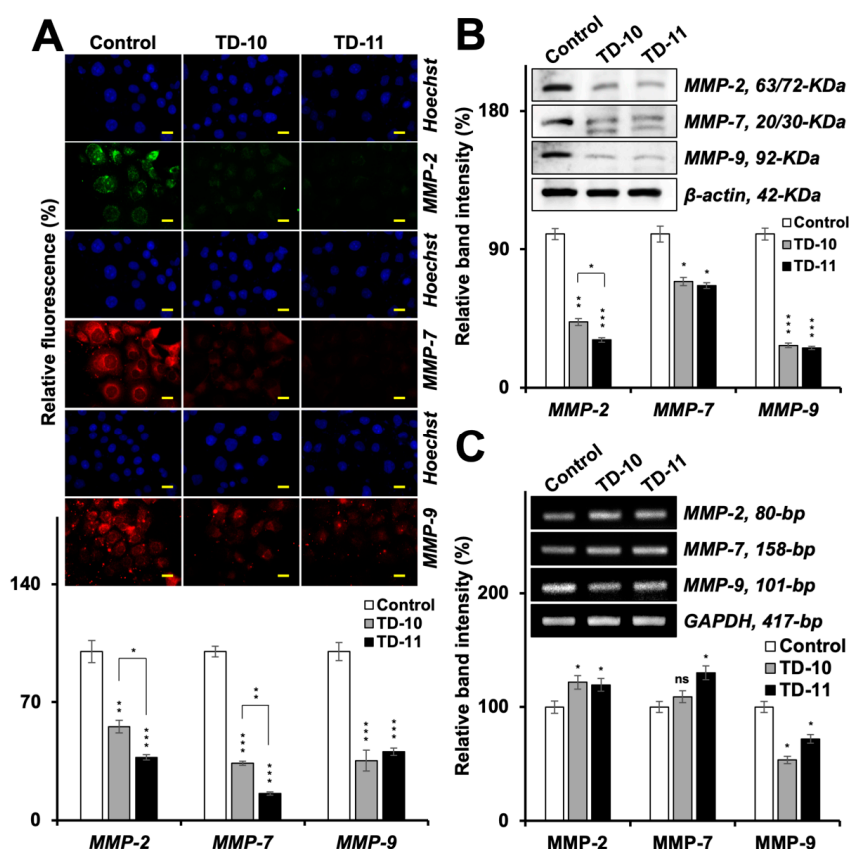 A
Control TD-10 TD-11
Hoechst
MMP-2
Hoechst
MMP-7
Hoechst
MMP-9
Relative fluorescence (%)
140
70
0
Control
TD-10
TD-11
*
**
***
**
***
***
***
***
MMP-2 MMP-7 MMP-9
B
Control TD-10 TD-11
MMP-2, 63/72-KDa
MMP-7, 20/30-KDa
MMP-9, 92-KDa
β-actin, 42-KDa
Relative band intensity (%)
180
90
0
Control
TD-10
TD-11
*
**
***
*
*
***
***
MMP-2 MMP-7 MMP-9
C
Control TD-10 TD-11
MMP-2, 80-bp
MMP-7, 158-bp
MMP-9, 101-bp
GAPDH, 417-bp
Relative band intensity (%)
200
100
0
Control
TD-10
TD-11
* *
ns *
* *
MMP-2 MMP-7 MMP-9